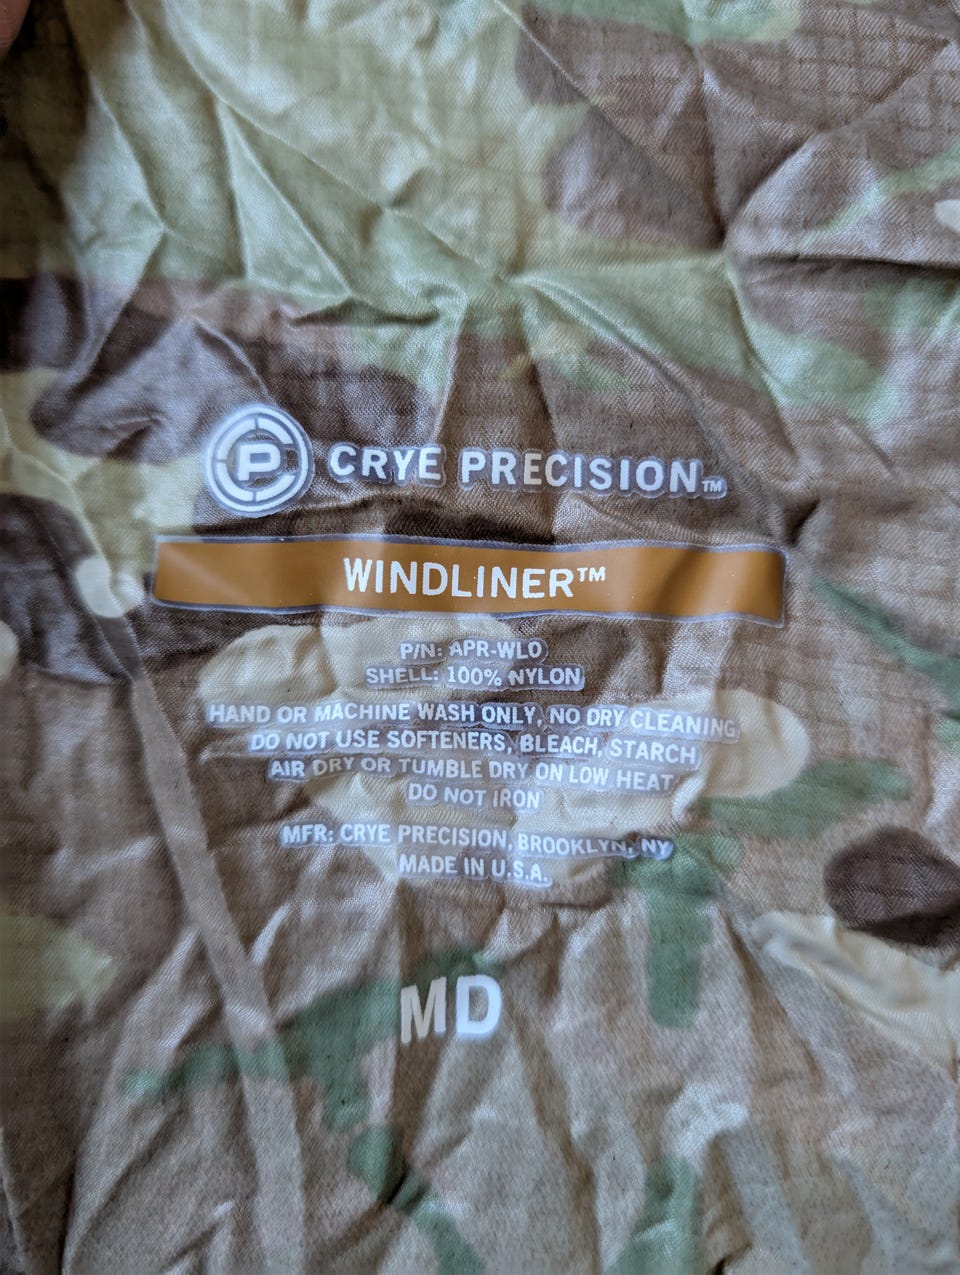 P CRYE PRECISION™
WINDLINER™
P/N: APR-WL0
SHELL: 100% NYLON
HAND OR MACHINE WASH ONLY, NO DRY CLEANING
DO NOT USE SOFTENERS, BLEACH, STARCH
AIR DRY OR TUMBLE DRY ON LOW HEAT
DO NOT IRON
MFR: CRYE PRECISION, BROOKLYN, NY
MADE IN U.S.A.
MD